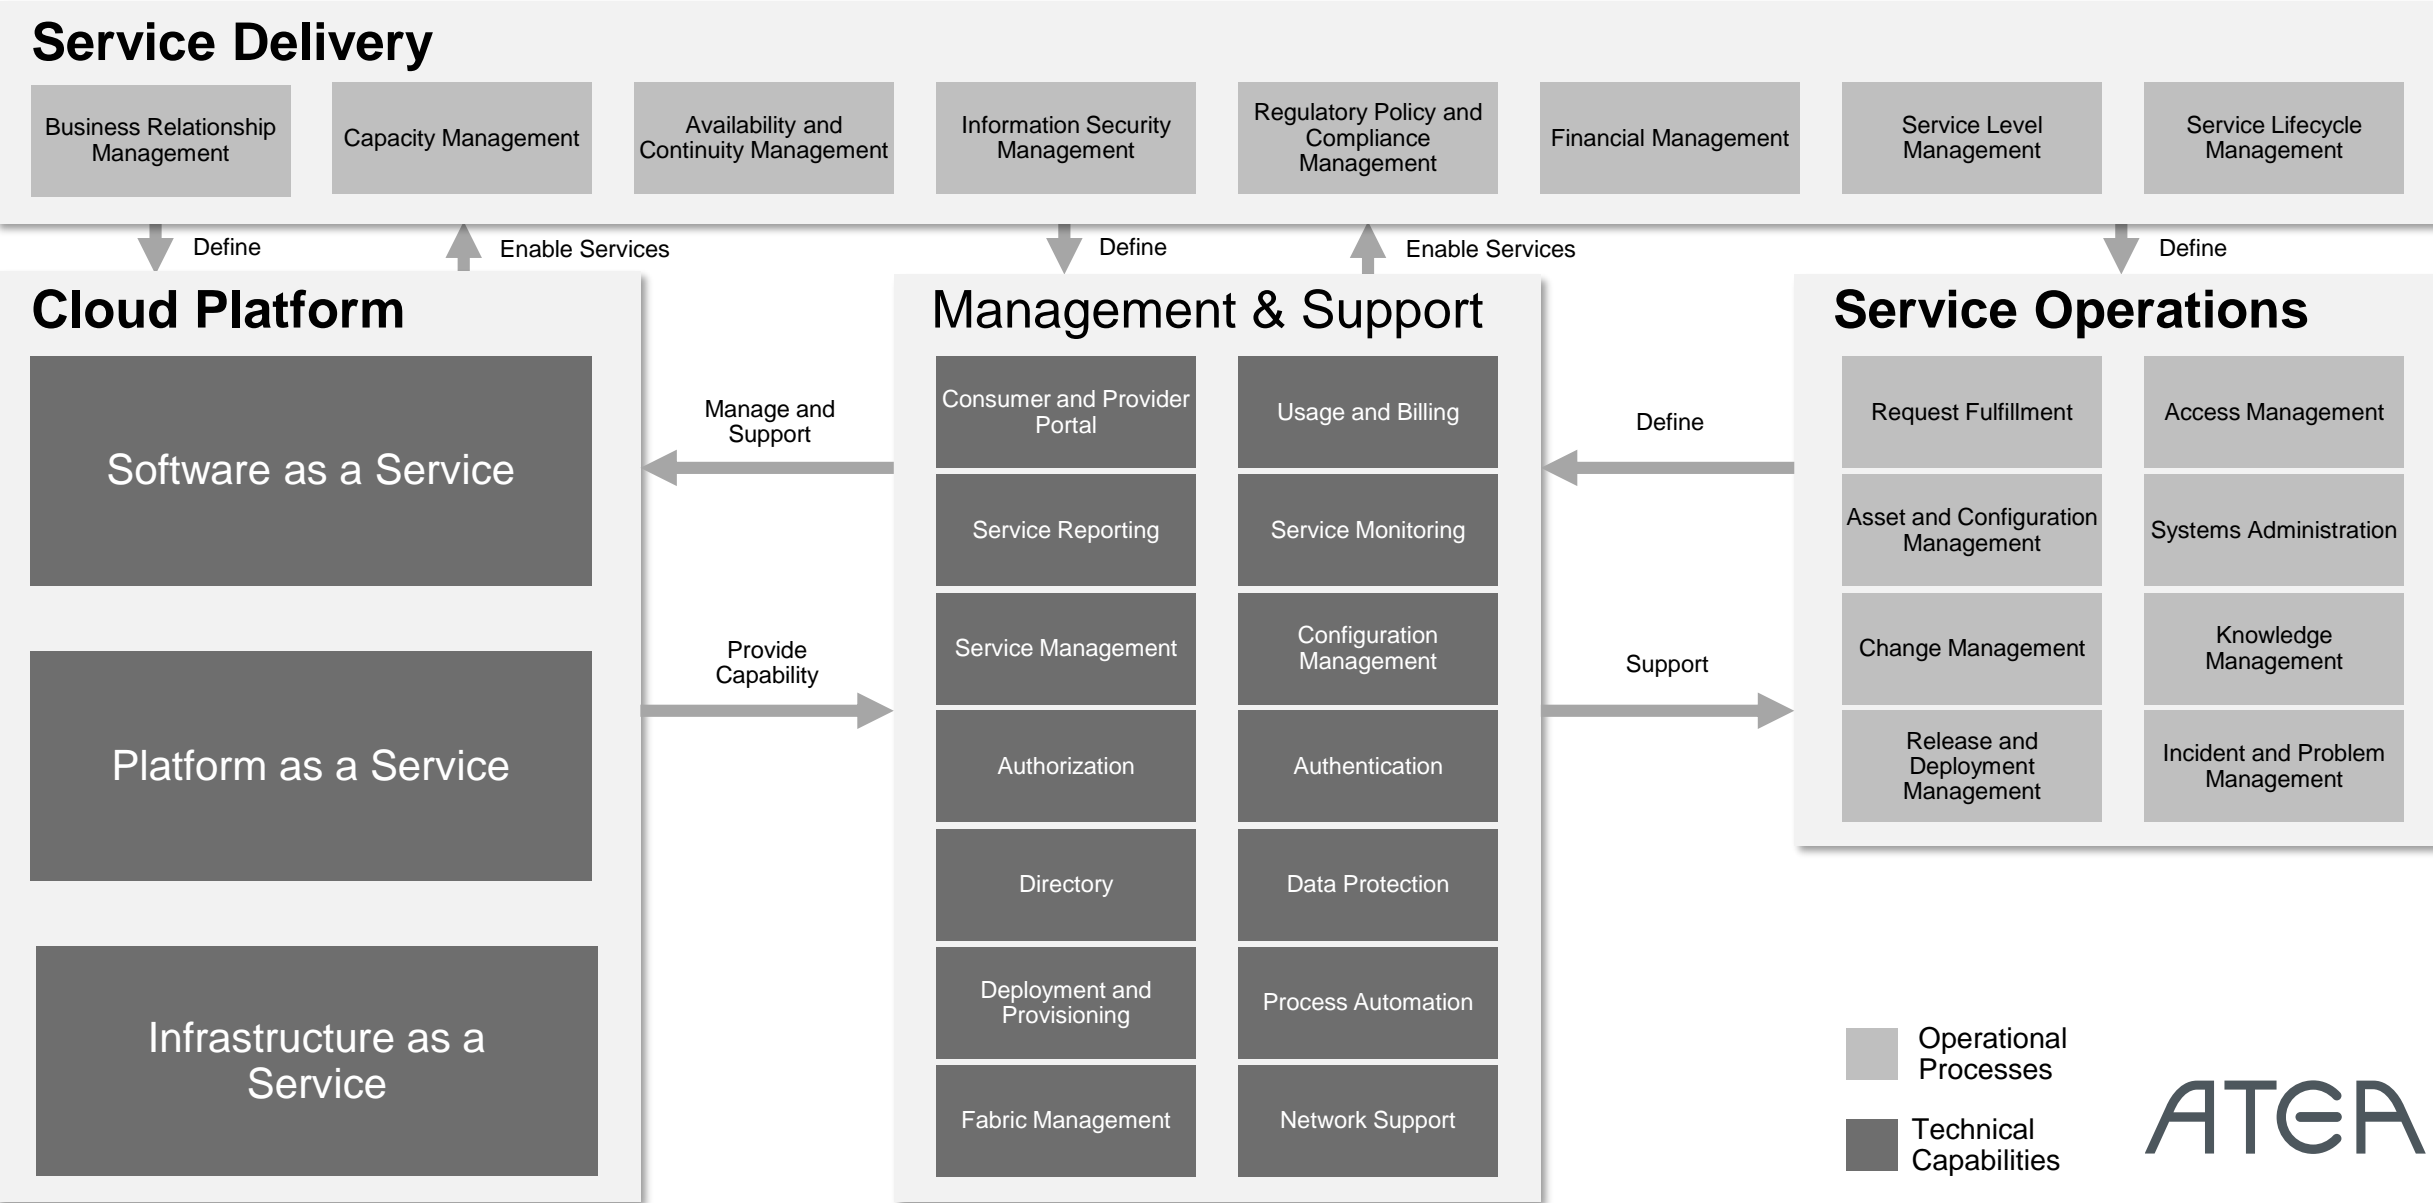 Service Delivery
Business Relationship
Management
Capacity Management
Availability and
Continuity Management
Information Security
Management
Regulatory Policy and
Compliance
Management
Financial Management
Service Level
Management
Service Lifecycle
Management
Define
Enable Services
Define
Enable Services
Define
Cloud Platform
Software as a Service
Platform as a Service
Infrastructure as a
Service
Manage and
Support
Provide
Capability
Management & Support
Consumer and Provider
Portal
Usage and Billing
Service Reporting
Service Monitoring
Service Management
Configuration
Management
Authorization
Authentication
Directory
Data Protection
Deployment and
Provisioning
Process Automation
Fabric Management
Network Support
Define
Support
Service Operations
Request Fulfillment
Access Management
Asset and Configuration
Management
Systems Administration
Change Management
Knowledge
Management
Release and
Deployment
Management
Incident and Problem
Management
Operational
Processes
Technical
Capabilities
ATEA